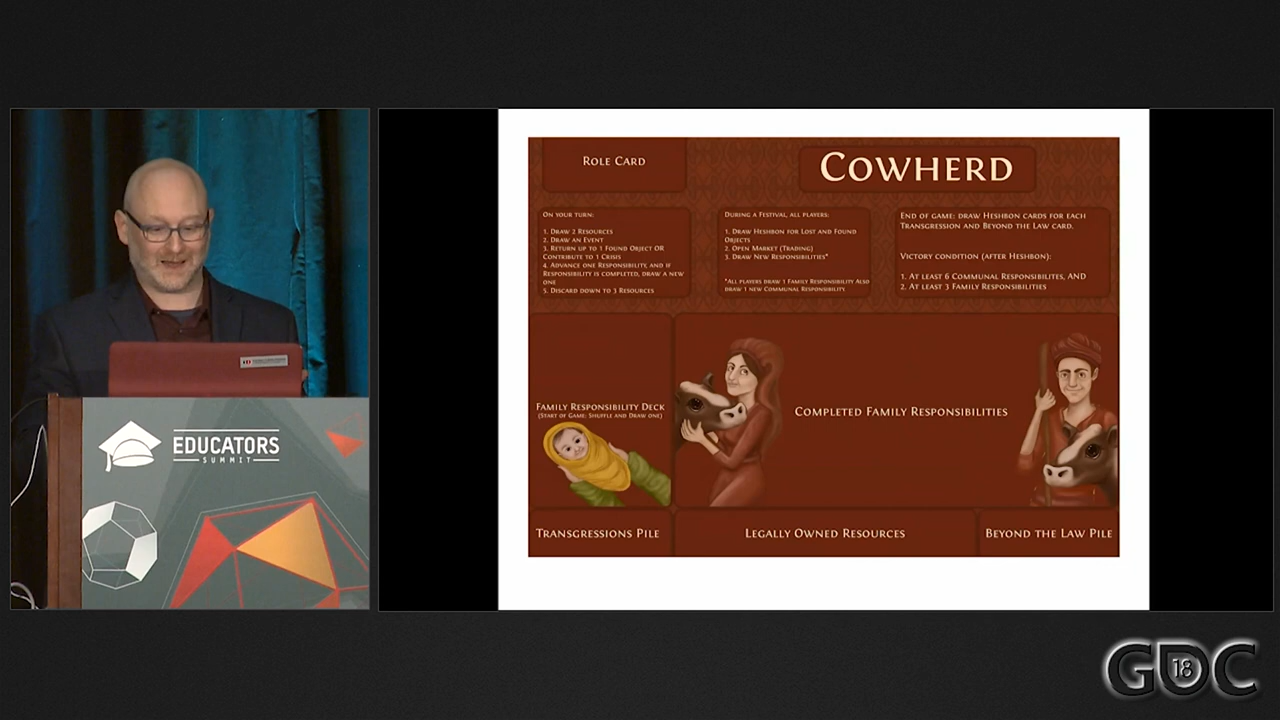 ROLE CARD
COWHERD
ON YOUR TURN:
1. DRAW 2 RESOURCES
2. DRAW AN EVENT
3. RETURN UP TO 1 FOUND OBJECT OR
CONTRIBUTE TO 1 CRISIS
4. ADVANCE ONE RESPONSIBILITY, AND IF
RESPONSIBILITY IS COMPLETED, DRAW A NEW
ONE
5. DISCARD DOWN TO 3 RESOURCES
DURING A FESTIVAL, ALL PLAYERS:
1. DRAW HESHBON FOR LOST AND FOUND
OBJECTS
2. OPEN MARKET (TRADING)
3. DRAW NEW RESPONSIBILITIES*
*ALL PLAYERS DRAW 1 FAMILY RESPONSIBILITY ALSO
DRAW 1 NEW COMMUNAL RESPONSIBILITY.
END OF GAME: DRAW HESHBON CARDS FOR EACH
TRANSGRESSION AND BEYOND THE LAW CARD.
VICTORY CONDITION (AFTER HESHBON):
1. AT LEAST 6 COMMUNAL RESPONSIBILITES, AND
2. AT LEAST 3 FAMILY RESPONSIBILITIES
FAMILY RESPONSIBILITY DECK
(START OF GAME: SHUFFLE AND DRAW ONE)
COMPLETED FAMILY RESPONSIBILITIES
TRANSGRESSIONS PILE
LEGALLY OWNED RESOURCES
BEYOND THE LAW PILE
EDUCATORS
SUMMIT
GDC
18